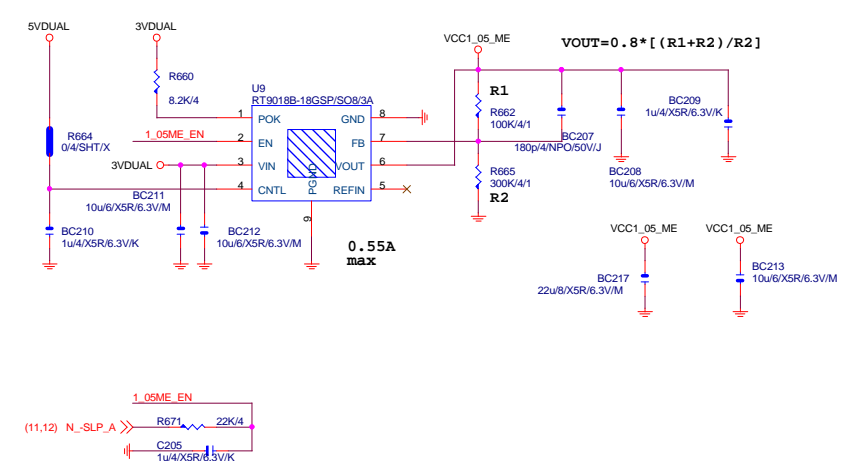 5VDUAL
3VDUAL
VCC1_05_ME
VOUT=0.8*[(R1+R2)/R2]
R660
8.2K/4
U9
RT9018B-18GSP/SO8/3A
R1
R662
100K/4/1
BC209
1u/4/X5R/6.3V/K
1
POK
GND
8
R664
0/4/SHT/X
1_05ME_EN
2
EN
FB
7
BC207
180p/4/NPO/50V/J
3VDUAL
3
VIN
VOUT
6
4
CNTL
PGND
REFIN
5
R665
300K/4/1
R2
BC208
10u/6/X5R/6.3V/M
BC211
10u/6/X5R/6.3V/M
9
BC210
1u/4/X5R/6.3V/K
BC212
10u/6/X5R/6.3V/M
0.55A
max
VCC1_05_ME
VCC1_05_ME
BC217
22u/8/X5R/6.3V/M
BC213
10u/6/X5R/6.3V/M
1_05ME_EN
(11,12) N_-SLP_A
R671
22K/4
C205
1u/4/X5R/6.3V/K